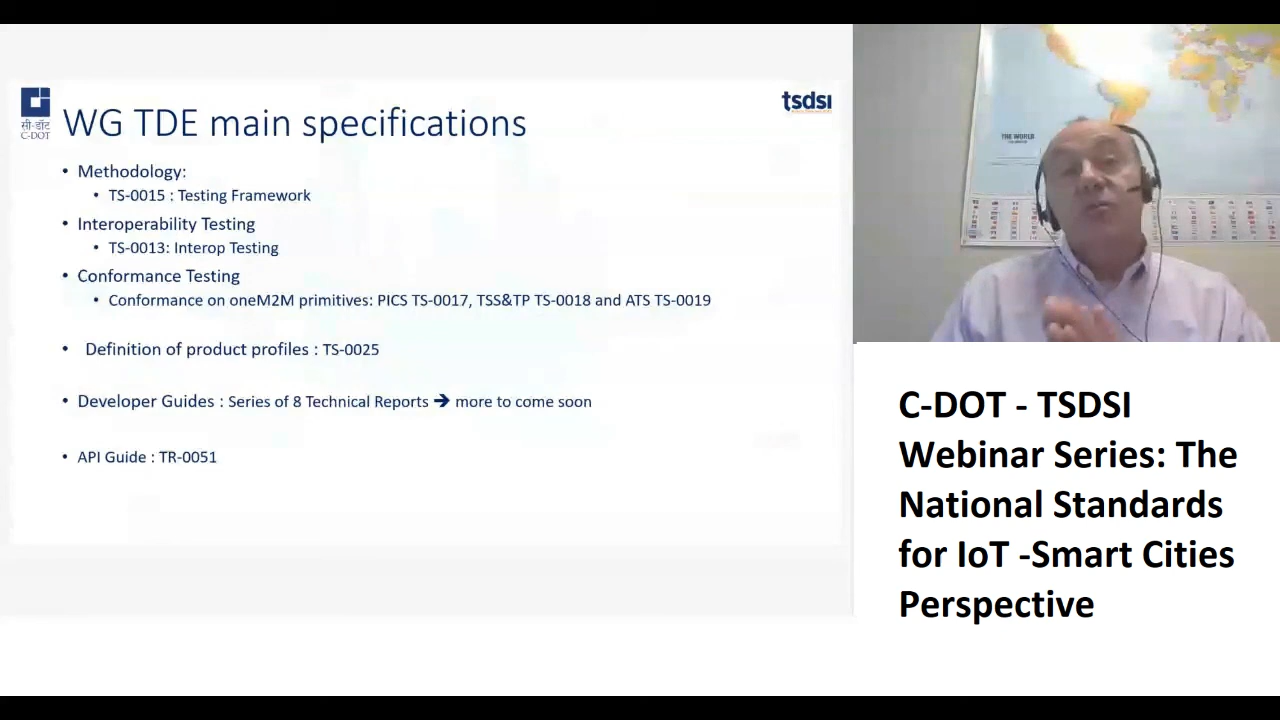 सी-डॉट
C-DOT
WG TDE main specifications
tsdsi
• Methodology:
• TS-0015 : Testing Framework
• Interoperability Testing
• TS-0013: Interop Testing
• Conformance Testing
• Conformance on oneM2M primitives: PICS TS-0017, TSS&TP TS-0018 and ATS TS-0019
• Definition of product profiles : TS-0025
• Developer Guides : Series of 8 Technical Reports ➔ more to come soon
• API Guide : TR-0051
THE WORLD
C-DOT - TSDSI
Webinar Series: The
National Standards
for IoT -Smart Cities
Perspective